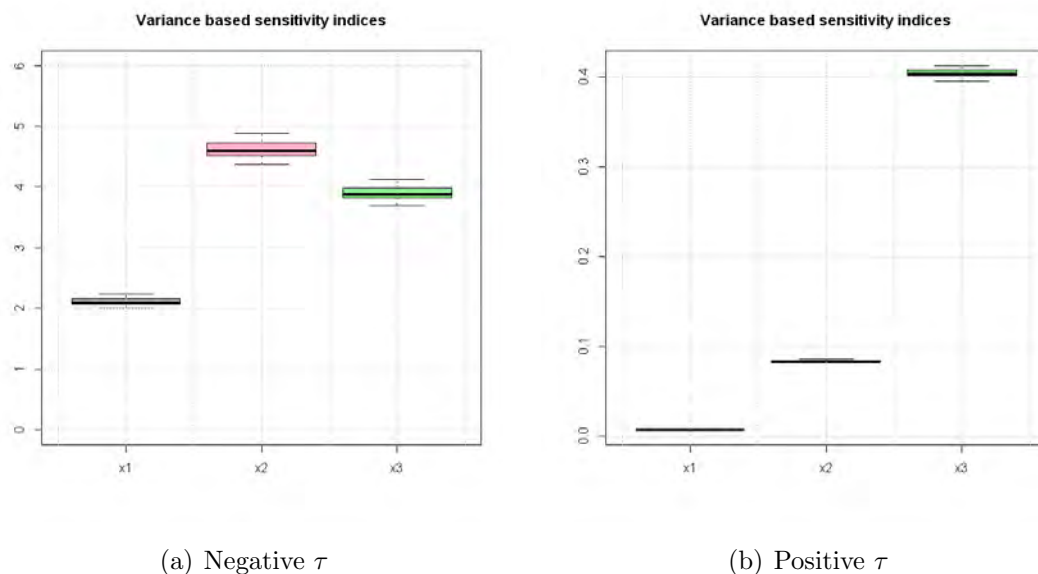 Variance based sensitivity indices
6
5
4
3
2
1
0
x1 x2 x3
(a) Negative τ
Variance based sensitivity indices
0.4
0.3
0.2
0.1
0.0
x1 x2 x3
(b) Positive τ